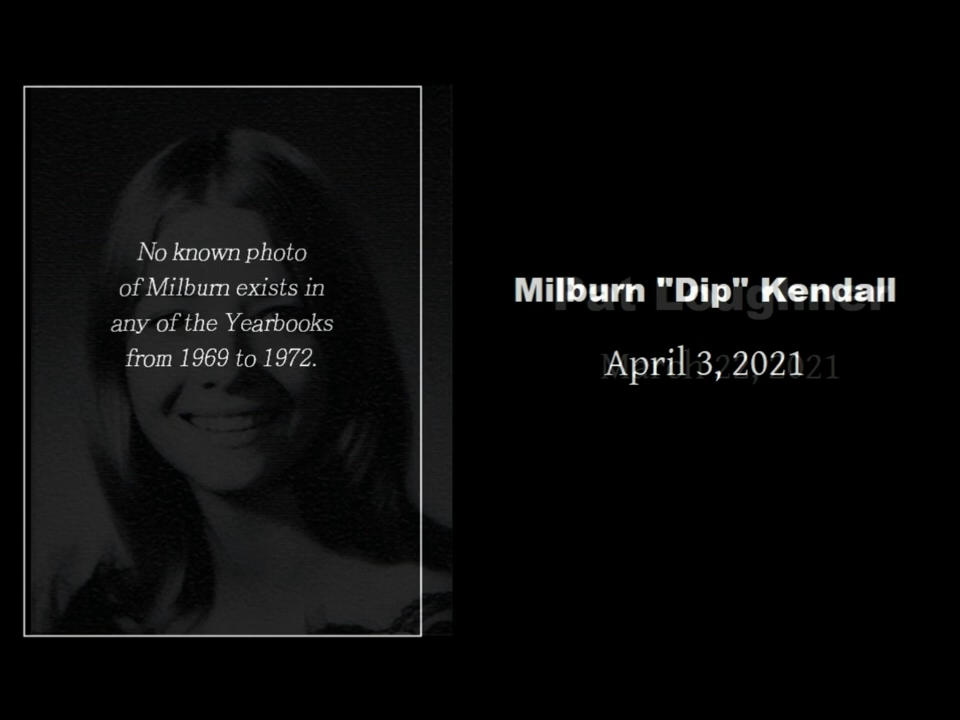 No known photo
of Milburn exists in
any of the Yearbooks
from 1969 to 1972.
Milburn "Dip" Kendall
April 3, 2021